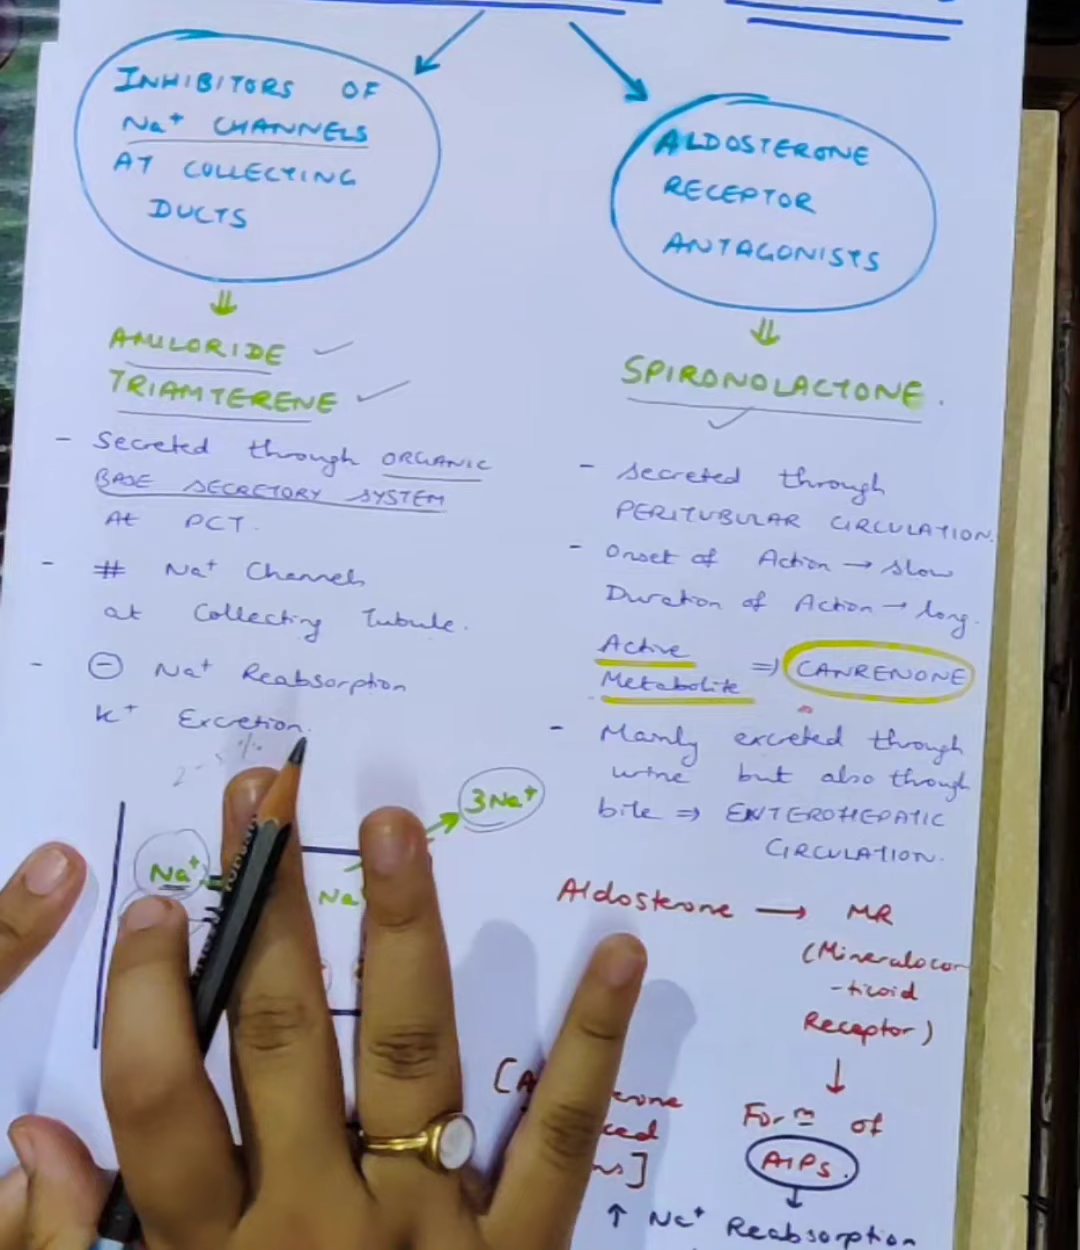 INHIBITORS OF
Na+ CHANNELS
AT COLLECTING
DUCTS
AMILORIDE
TRIAMTERENE
- Secreted through ORGANIC
BASE SECRETORY SYSTEM
At PCT.
- # Na+ Channels
at Collecting Tubule.
- ⊖ Na+ Reabsorption
K+ Excretion.
Na+
Na
3Na+
ALDOSTERONE
RECEPTOR
ANTAGONISTS
SPIRONOLACTONE.
- secreted through
PERITUBULAR CIRCULATION.
- Onset of Action → slow
Duration of Action → long.
Active
Metabolite ⇒ CANRENONE
- Mainly excreted through
urine but also through
bile ⇒ ENTEROHEPATIC
CIRCULATION.
Aldosterone → MR
(Mineralocor
-ticoid
Receptor)
↓
Form of
AIPs.
↓
↑ Na+ Reabsorption